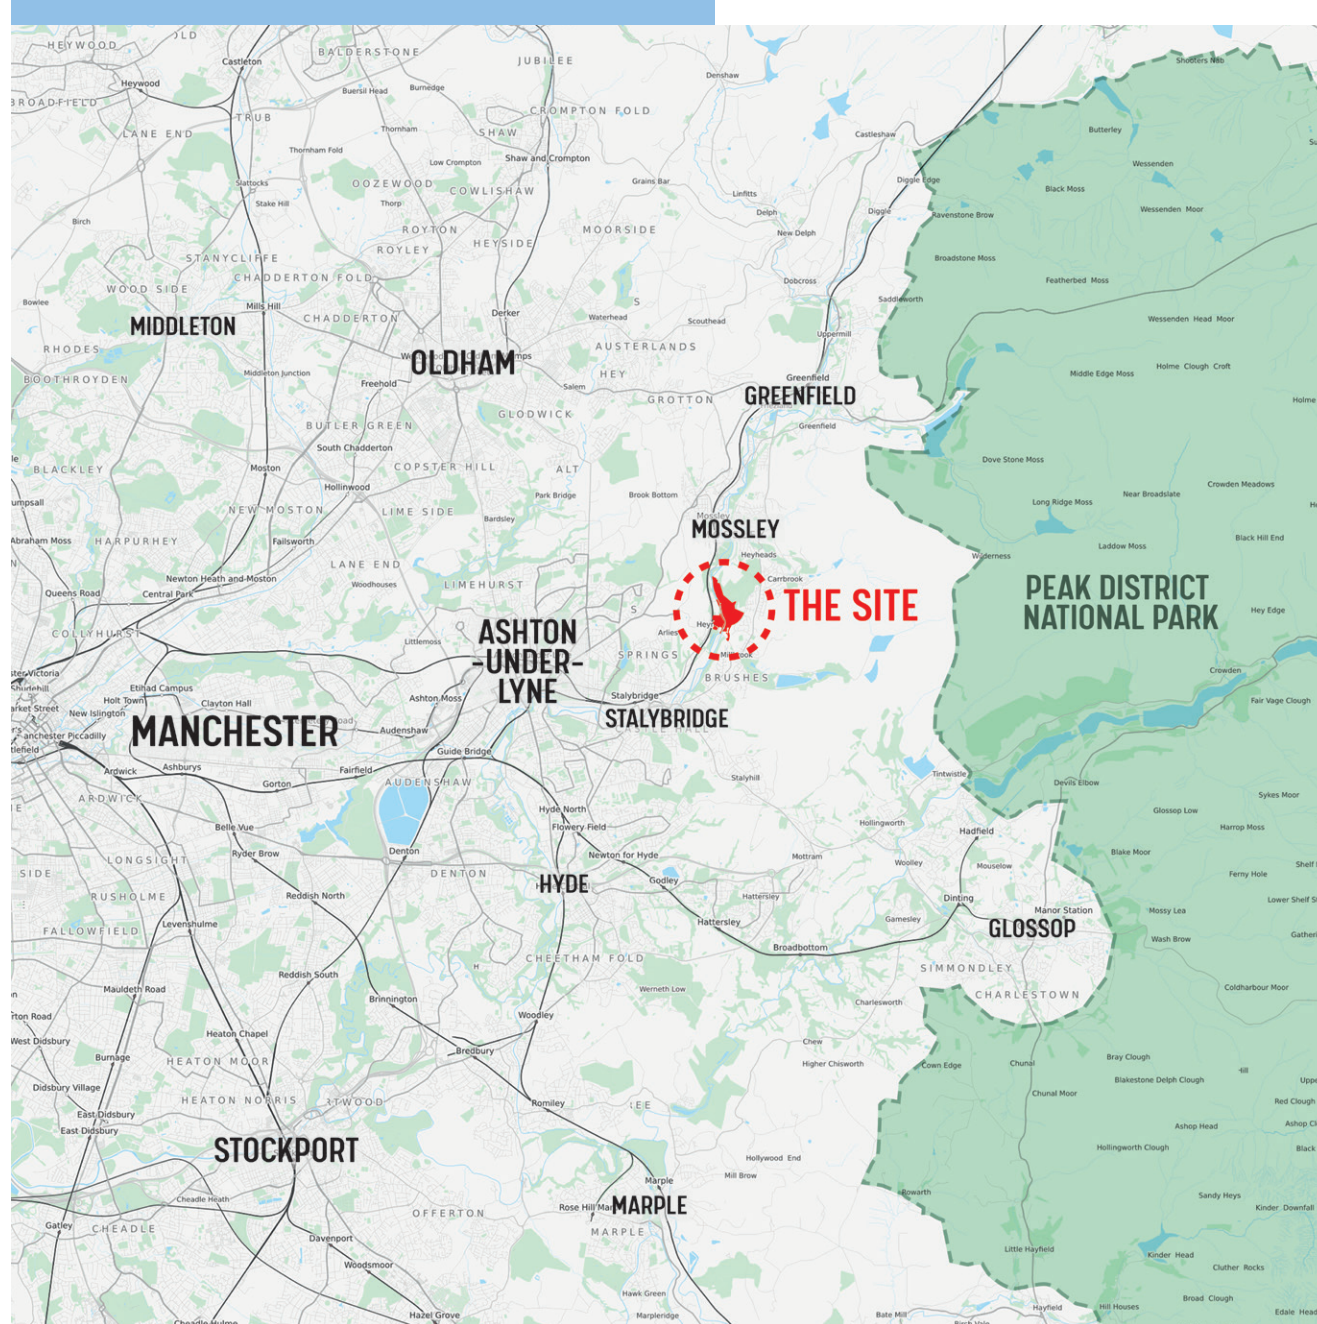 HEYWOOD
OLD
BALDERSTONE
JUBILEE
Shooters Nab
Castleton
Denshaw
Heywood
Buersil Head
Burnedge
BROADFIELD
TRUB
CROMPTON FOLD
LANE END
Thornham
SHAW
Castleshaw
Butterley
Thornham Fold
Low Crompton
Shaw and Crompton
Wessenden
Slattocks
OOZEWOOD
COWLISHAW
Grains Bar
Linfitts
Diggle Edge
Black Moss
Stake Hill
Thorp
Delph
Diggle
Ravenstone Brow
Wessenden Moor
Birch
ROYTON
HEYSIDE
MOORSIDE
New Delph
ROYLEY
STANYCLIFFE
Broadstone Moss
CHADDERTON FOLD
Dobcross
Featherbed Moss
WOOD SIDE
Bowlee
Mills Hill
Saddleworth
CHADDERTON
Derker
Waterhead
Scouthead
Wessenden Head Moor
MIDDLETON
Uppermill
RHODES
AUSTERLANDS
OLDHAM
Holme Clough Croft
BOOTHROYDEN
Middleton Junction
Freehold
Salem
HEY
Greenfield
Middle Edge Moss
GREENFIELD
GROTTON
Holme
GLODWICK
BUTLER GREEN
Greenfield
South Chadderton
BLACKLEY
Moston
COPSTER HILL
ALT
Dove Stone Moss
Hollinwood
Park Bridge
Brook Bottom
Near Broadslate
Crowden Meadows
NEW MOSTON
LIME SIDE
Bardsley
Mossley
Long Ridge Moss
MOSSLEY
Abraham Moss
HARPURHEY
Failsworth
Laddow Moss
Black Hill End
Heyheads
Wilderness
LANE END
Newton Heath and Moston
Woodhouses
LIMEHURST
Carrbrook
Queens Road
Central Park
THE SITE
PEAK DISTRICT
NATIONAL PARK
Hey Edge
COLLYHURST
Littlemoss
ASHTON
-UNDER-
LYNE
Arlies
SPRINGS
Millbrook
Crowden
BRUSHES
Etihad Campus
Ashton Moss
Stalybridge
Holt Town
Clayton Hall
Fair Vage Clough
New Islington
STALYBRIDGE
MANCHESTER
Audenshaw
Guide Bridge
Ardwick
Ashburys
Fairfield
Gorton
AUDENSHAW
Stalyhill
Tintwistle
Devils Elbow
ARDWICK
Hyde North
Sykes Moor
Belle Vue
Flowery Field
Hollingworth
Glossop Low
Hadfield
Harrop Moss
Ryder Brow
Denton
Newton for Hyde
Mottram
Blake Moor
LONGSIGHT
Woolley
Mouselow
SIDE
DENTON
HYDE
Godley
Ferny Hole
RUSHOLME
Reddish North
Hattersley
Dinting
Manor Station
Mossy Lea
Levenshulme
Hattersley
Gamesley
GLOSSOP
FALLOWFIELD
Broadbottom
Wash Brow
CHEETHAM FOLD
SIMMONDLEY
Reddish South
Mauldeth Road
Werneth Low
CHARLESTOWN
Coldharbour Moor
Brinnington
Charlesworth
Woodley
West Didsbury
Heaton Chapel
Chew
Burnage
HEATON MOOR
Bredbury
Higher Chisworth
Cown Edge
Chunal
Bray Clough
Didsbury Village
Blakestone Delph Clough
HEATON NORRIS
Romiley
Chunal Moor
Red Clough
East Didsbury
East Didsbury
Ashop Head
STOCKPORT
Hollingworth Clough
Hollywood End
Mill Brow
Marple
Cheadle Heath
Rowarth
Sandy Heys
OFFERTON
MARPLE
Kinder Downfall
Gatley
CHEADLE
MARPLE
Davenport
Little Hayfield
Kinder Head
Woodsmoor
Cluther Rocks
Hawk Green
Broad Clough
Hazel Grove
Marpleridge
Bate Mill
Hayfield
Hill Houses
Edale Head